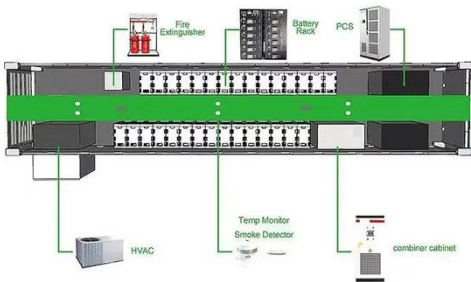 Fire
Extinguisher
Battery
Rack
PCS
HVAC
Temp Monitor
Smoke Detector
combiner cabinet